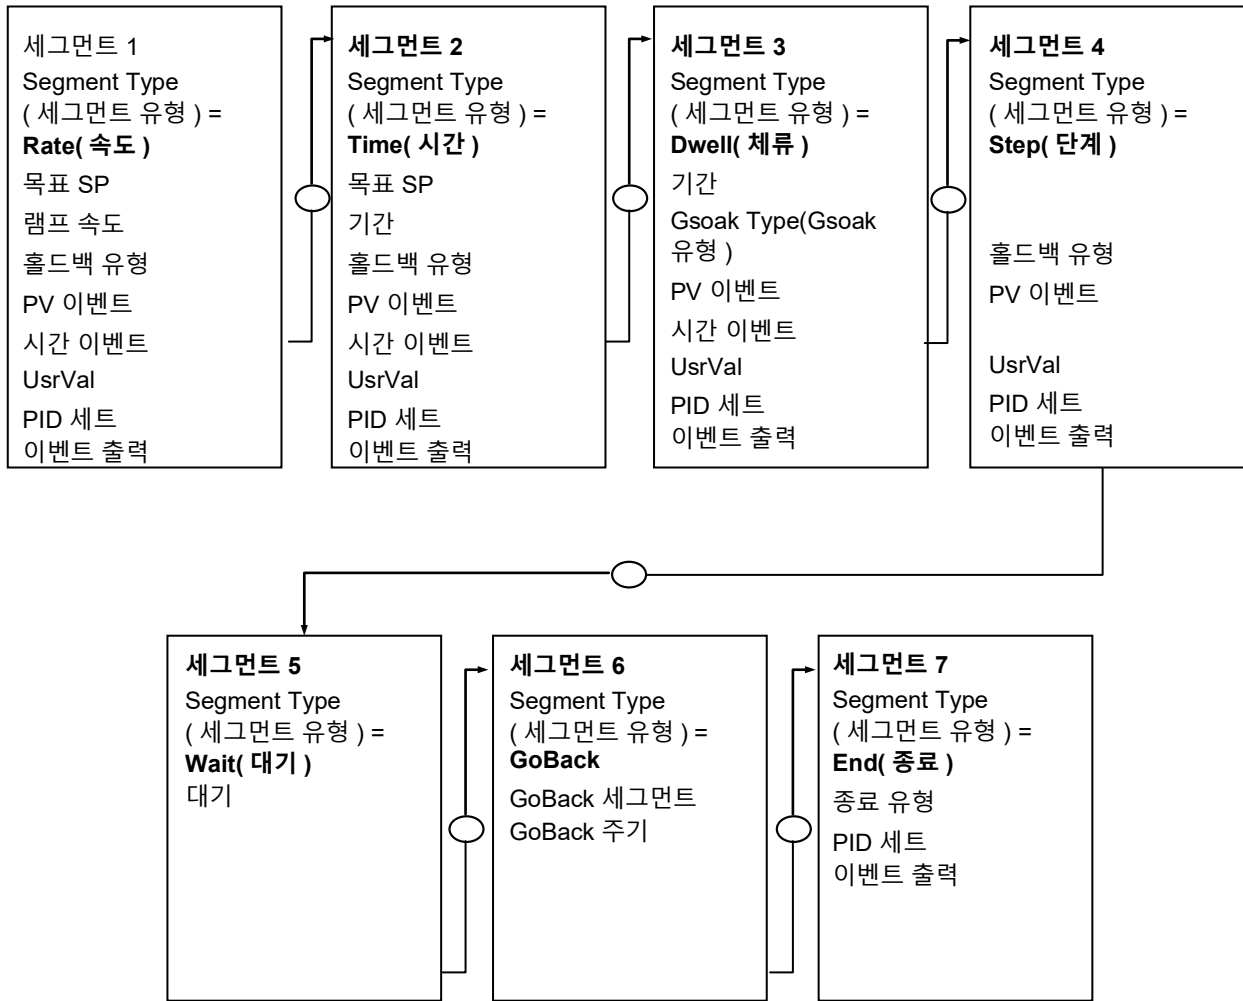 세그먼트 1
Segment Type
( 세그먼트 유형 ) =
Rate( 속도 )
목표 SP
램프 속도
홀드백 유형
PV 이벤트
시간 이벤트
UsrVal
PID 세트
이벤트 출력
세그먼트 2
Segment Type
( 세그먼트 유형 ) =
Time( 시간 )
목표 SP
기간
홀드백 유형
PV 이벤트
시간 이벤트
UsrVal
PID 세트
이벤트 출력
세그먼트 3
Segment Type
( 세그먼트 유형 ) =
Dwell( 체류 )
기간
Gsoak Type(Gsoak
유형 )
PV 이벤트
시간 이벤트
UsrVal
PID 세트
이벤트 출력
세그먼트 4
Segment Type
( 세그먼트 유형 ) =
Step( 단계 )
홀드백 유형
PV 이벤트
UsrVal
PID 세트
이벤트 출력
세그먼트 5
Segment Type
( 세그먼트 유형 ) =
Wait( 대기 )
대기
세그먼트 6
Segment Type
( 세그먼트 유형 ) =
GoBack
GoBack 세그먼트
GoBack 주기
세그먼트 7
Segment Type
( 세그먼트 유형 ) =
End( 종료 )
종료 유형
PID 세트
이벤트 출력